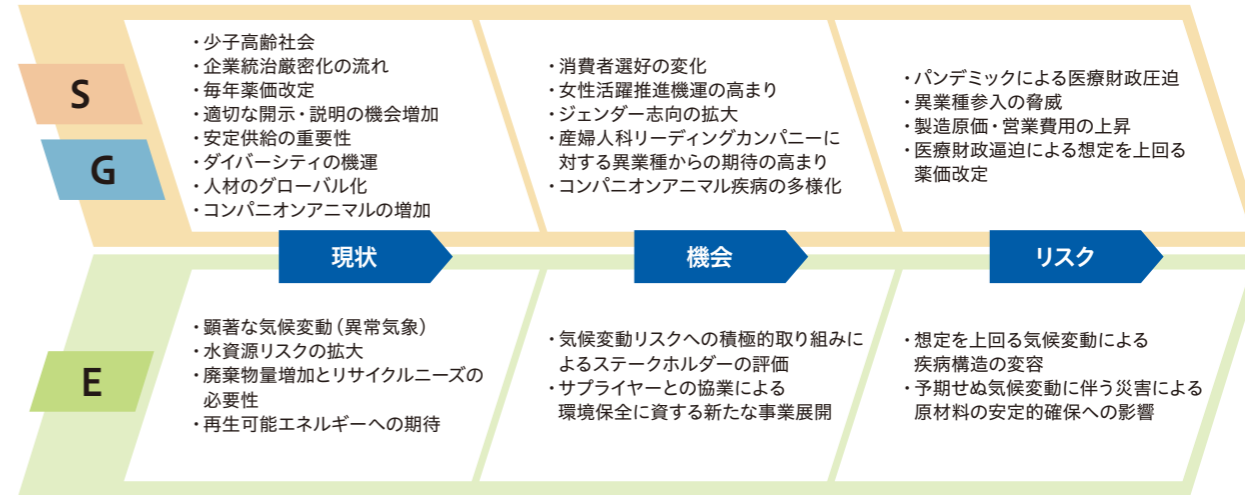 S
G
・少子高齢社会
・企業統治厳密化の流れ
・毎年薬価改定
・適切な開示・説明の機会増加
・安定供給の重要性
・ダイバーシティの機運
・人材のグローバル化
・コンパニオンアニマルの増加
・消費者選好の変化
・女性活躍推進機運の高まり
・ジェンダー志向の拡大
・産婦人科リーディングカンパニーに
対する異業種からの期待の高まり
・コンパニオンアニマル疾病の多様化
・パンデミックによる医療財政圧迫
・異業種参入の脅威
・製造原価・営業費用の上昇
・医療財政逼迫による想定を上回る
薬価改定
現状
機会
リスク
E
・顕著な気候変動（異常気象）
・水資源リスクの拡大
・廃棄物量増加とリサイクルニーズの
必要性
・再生可能エネルギーへの期待
・気候変動リスクへの積極的取り組みに
よるステークホルダーの評価
・サプライヤーとの協業による
環境保全に資する新たな事業展開
・想定を上回る気候変動による
疾病構造の変容
・予期せぬ気候変動に伴う災害による
原材料の安定的確保への影響